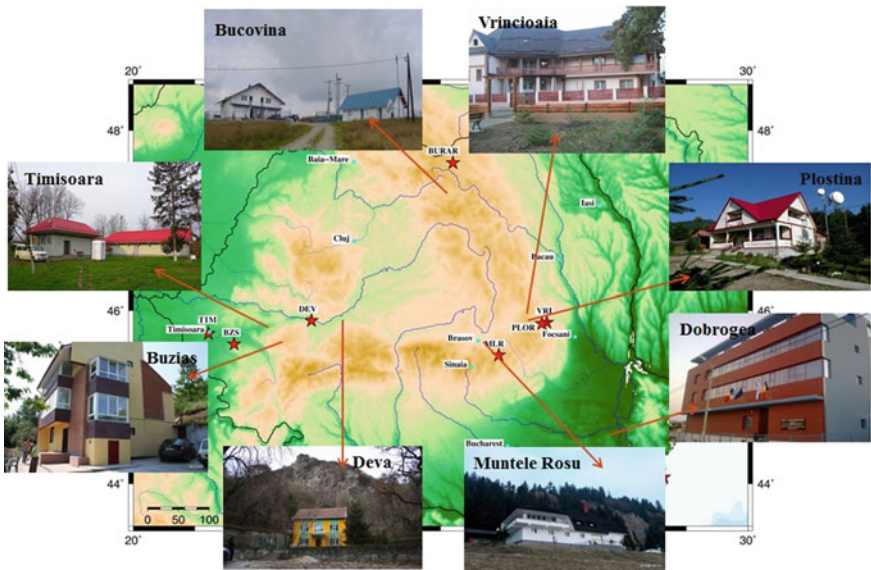 Bucovina
Vrincioaia
20°
30°
48°
48°
BURAR
Baia-Mare
Timisoara
Plostina
Iasi
Cluj
Bacau
46°
46°
DEV
VRI
TIM
Timisoara
BZS
PLOR
Focsani
Dobrogea
Brasov
MLR
Buzias
Sinaia
Bucharest
Deva
Muntele Rosu
44°
44°
0 50 100
20°
30°